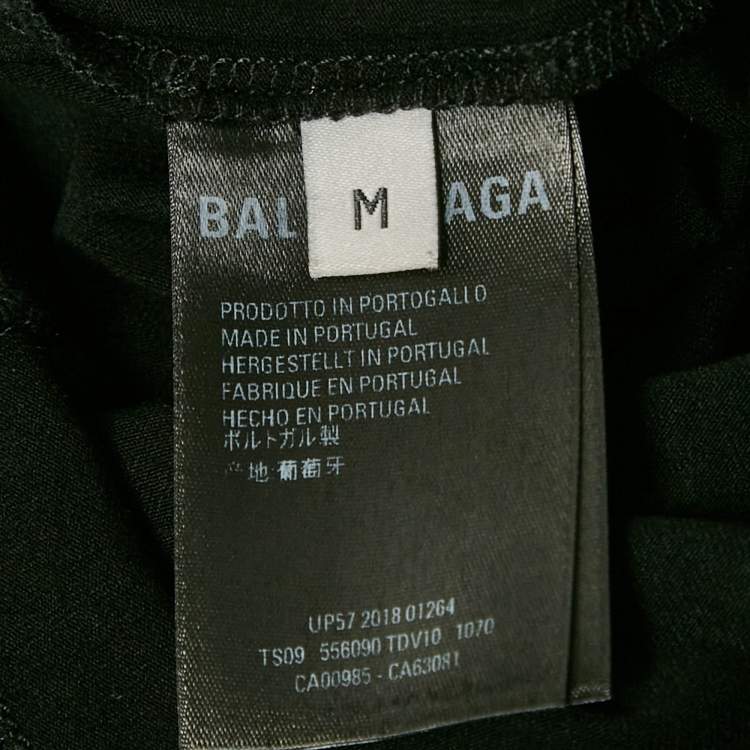 BAL M AGA
PRODOTTO IN PORTOGALLO
MADE IN PORTUGAL
HERGESTELLT IN PORTUGAL
FABRIQUE EN PORTUGAL
HECHO EN PORTUGAL
ポルトガル製
地 葡萄牙
UP57 2018 01264
TS09 556090 TDV10 1070
CA00985 - CA63081